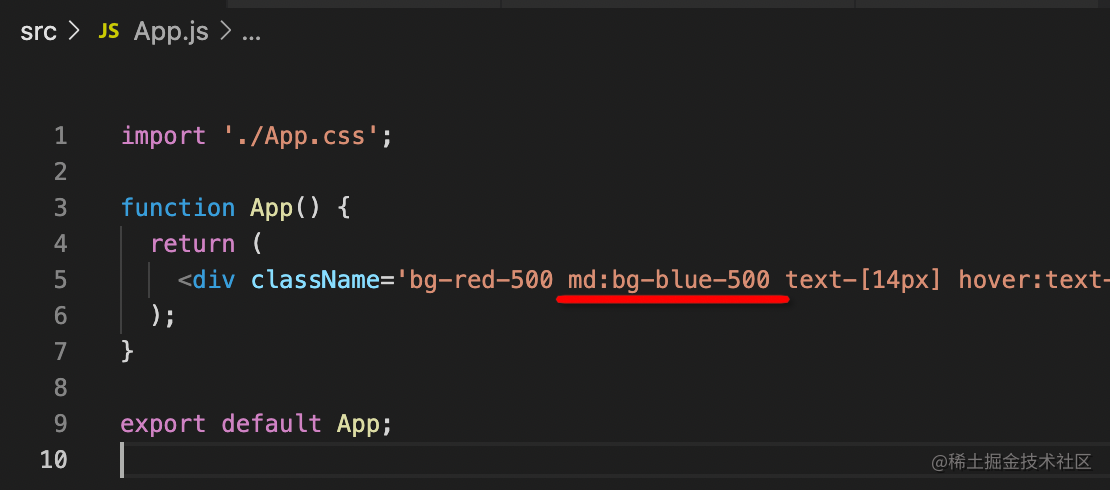 src > JS App.js > ...
1 import './App.css';
2
3 function App() {
4 return (
5 <div className='bg-red-500 md:bg-blue-500 text-[14px] hover:text-
6 );
7 }
8
9 export default App;
10
@稀土掘金技术社区